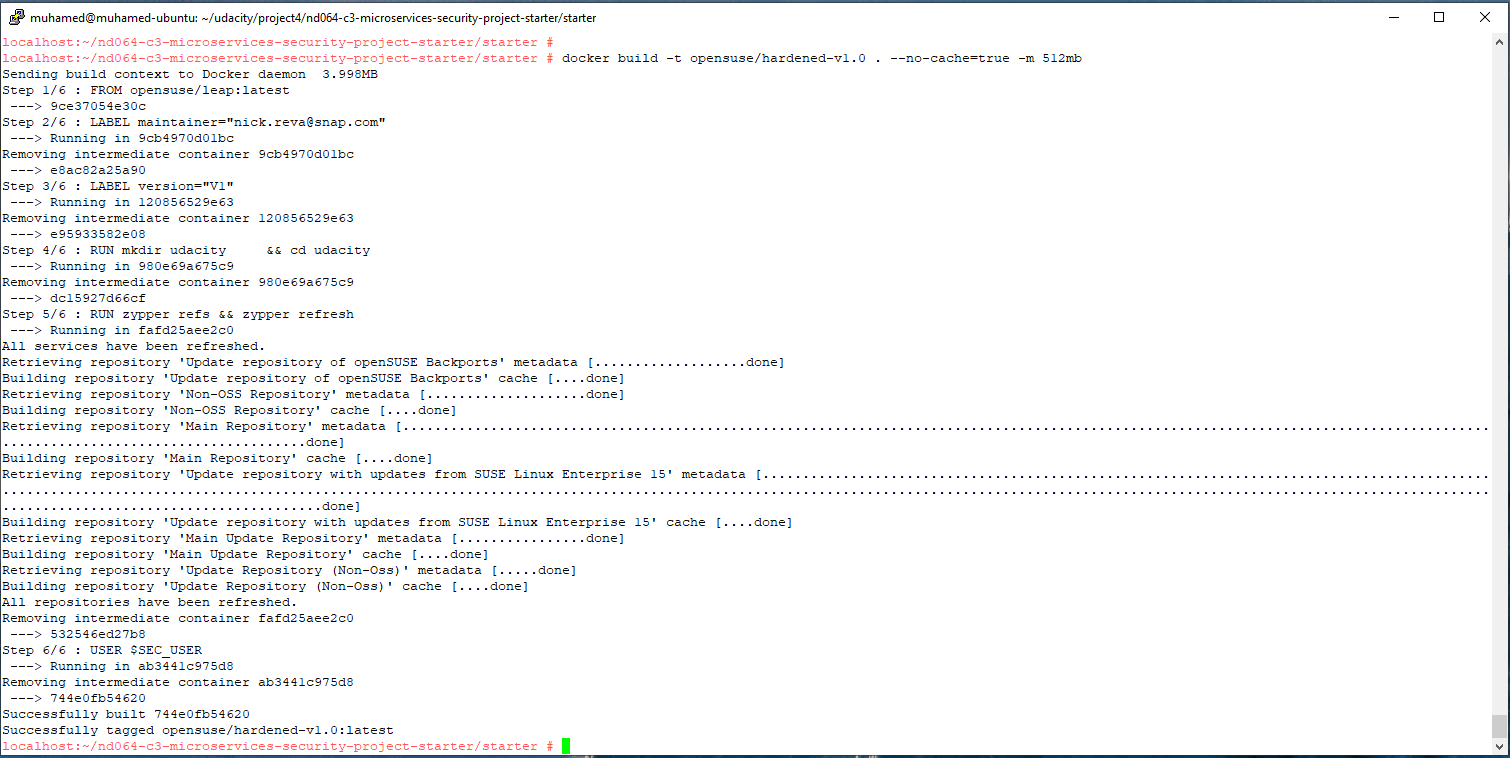 muhamed@muhamed-ubuntu: ~/udacity/project4/nd064-c3-microservices-security-project-starter/starter
localhost:~/nd064-c3-microservices-security-project-starter/starter #
localhost:~/nd064-c3-microservices-security-project-starter/starter # docker build -t opensuse/hardened-v1.0 . --no-cache=true -m 512mb
Sending build context to Docker daemon  3.998MB
Step 1/6 : FROM opensuse/leap:latest
 ---> 9ce37054e30c
Step 2/6 : LABEL maintainer="nick.reva@snap.com"
 ---> Running in 9cb4970d01bc
Removing intermediate container 9cb4970d01bc
 ---> e8ac82a25a90
Step 3/6 : LABEL version="V1"
 ---> Running in 120856529e63
Removing intermediate container 120856529e63
 ---> e95933582e08
Step 4/6 : RUN mkdir udacity     && cd udacity
 ---> Running in 980e69a675c9
Removing intermediate container 980e69a675c9
 ---> dc15927d66cf
Step 5/6 : RUN zypper refs && zypper refresh
 ---> Running in fafd25aee2c0
All services have been refreshed.
Retrieving repository 'Update repository of openSUSE Backports' metadata [...................done]
Building repository 'Update repository of openSUSE Backports' cache [....done]
Retrieving repository 'Non-OSS Repository' metadata [....................done]
Building repository 'Non-OSS Repository' cache [....done]
Retrieving repository 'Main Repository' metadata [........................................................................................................................................
......................................done]
Building repository 'Main Repository' cache [....done]
Retrieving repository 'Update repository with updates from SUSE Linux Enterprise 15' metadata [...........................................................................................
..........................................................................................................................................................................................
........................................done]
Building repository 'Update repository with updates from SUSE Linux Enterprise 15' cache [....done]
Retrieving repository 'Main Update Repository' metadata [................done]
Building repository 'Main Update Repository' cache [....done]
Retrieving repository 'Update Repository (Non-Oss)' metadata [.....done]
Building repository 'Update Repository (Non-Oss)' cache [....done]
All repositories have been refreshed.
Removing intermediate container fafd25aee2c0
 ---> 532546ed27b8
Step 6/6 : USER $SEC_USER
 ---> Running in ab3441c975d8
Removing intermediate container ab3441c975d8
 ---> 744e0fb54620
Successfully built 744e0fb54620
Successfully tagged opensuse/hardened-v1.0:latest
localhost:~/nd064-c3-microservices-security-project-starter/starter #